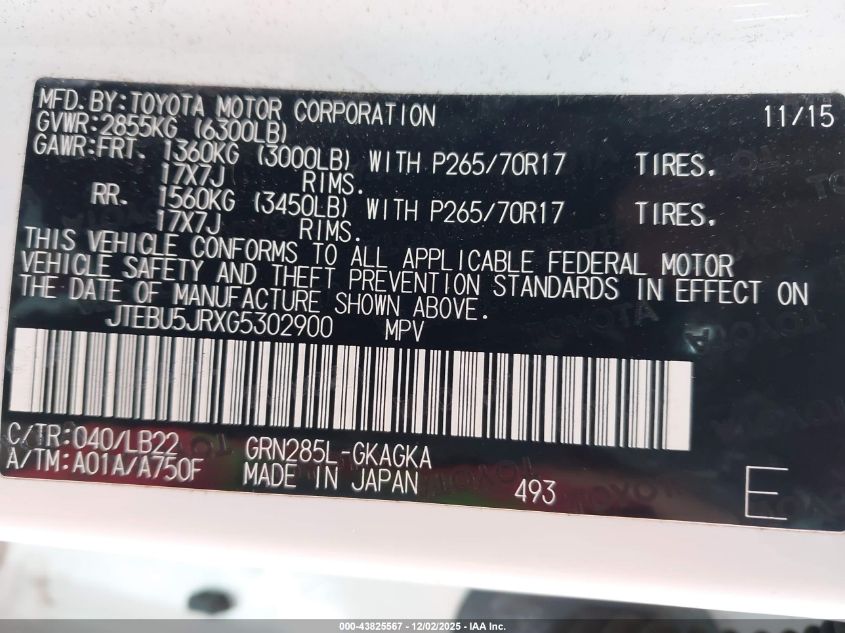 MFD.BY:TOYOTA MOTOR CORPORATION 11/15
GVWR:2855KG (6300LB)
GAWR:FRT. 1360KG (3000LB) WITH P265/70R17 TIRES.
17X7J RIMS.
RR. 1560KG (3450LB) WITH P265/70R17 TIRES.
17X7J RIMS.
THIS VEHICLE CONFORMS TO ALL APPLICABLE FEDERAL MOTOR
VEHICLE SAFETY AND THEFT PREVENTION STANDARDS IN EFFECT ON
THE DATE OF MANUFACTURE SHOWN ABOVE.
JTEBU5JRXG5302900 MPV
C/TR:040/LB22 GRN285L-GKAGKA
A/TM:A01A/A750F MADE IN JAPAN 493 E
000-43825567 - 12/02/2025 - IAA Inc.